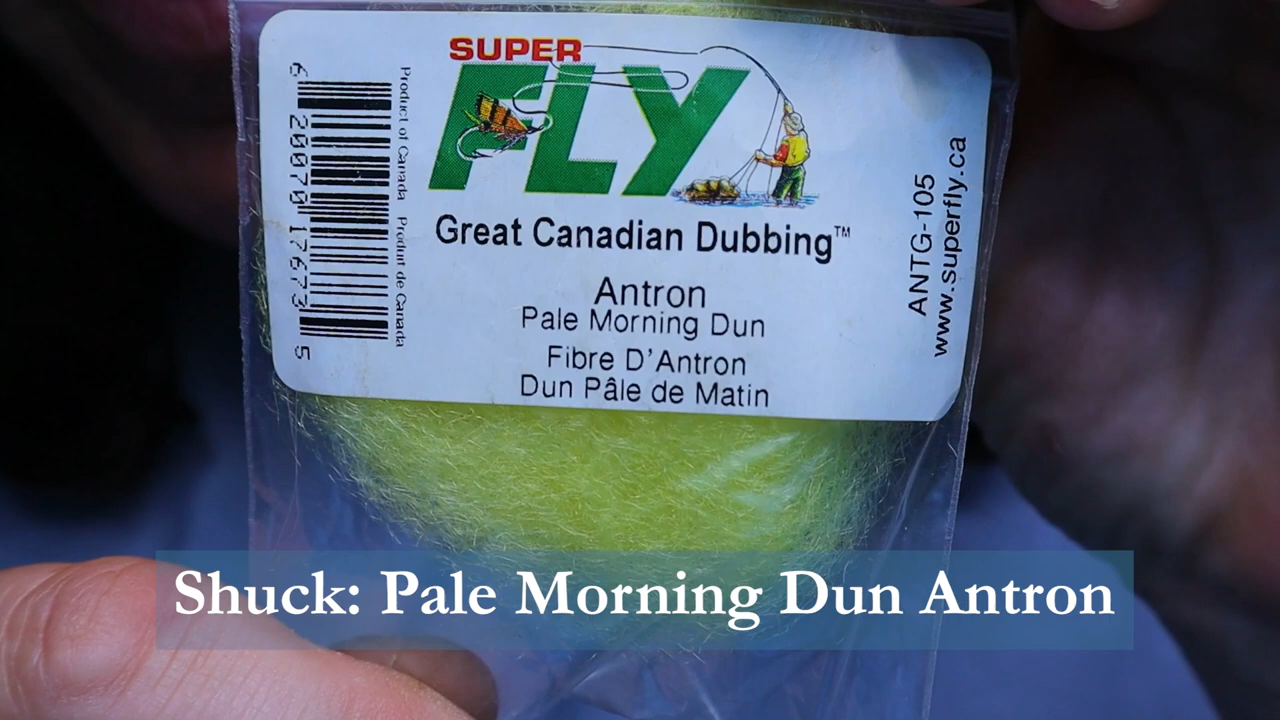 SUPER
FLY
Great Canadian Dubbing™
Antron
Pale Morning Dun
Fibre D'Antron
Dun Pâle de Matin
Product of Canada Produit de Canada
6 20070 17673 5
ANTG-105
www.superfly.ca
Shuck: Pale Morning Dun Antron